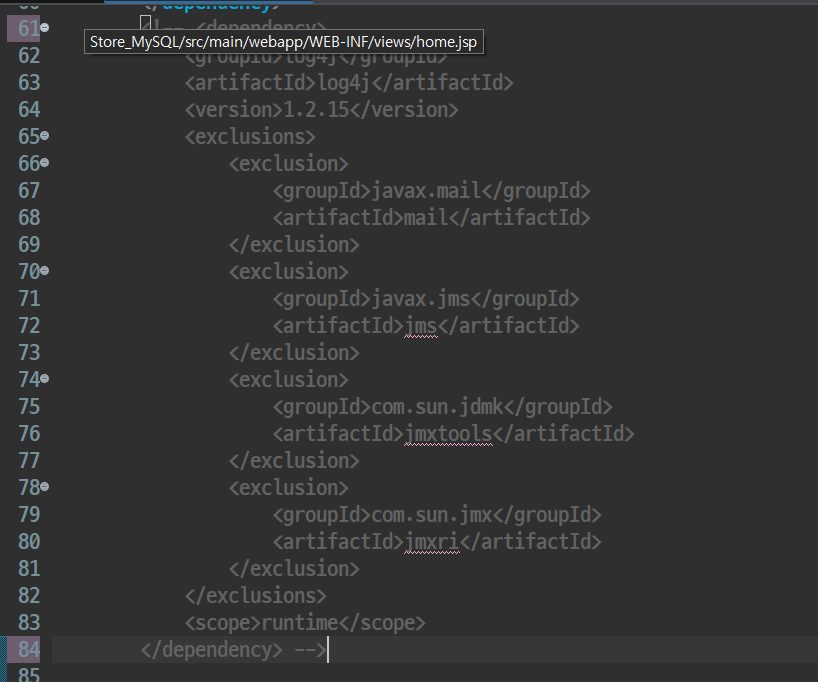 </dependency>
61 <!-- <dependency>
Store_MySQL/src/main/webapp/WEB-INF/views/home.jsp
62 <groupId>log4j</groupId>
63 <artifactId>log4j</artifactId>
64 <version>1.2.15</version>
65 <exclusions>
66 <exclusion>
67 <groupId>javax.mail</groupId>
68 <artifactId>mail</artifactId>
69 </exclusion>
70 <exclusion>
71 <groupId>javax.jms</groupId>
72 <artifactId>jms</artifactId>
73 </exclusion>
74 <exclusion>
75 <groupId>com.sun.jdmk</groupId>
76 <artifactId>jmxtools</artifactId>
77 </exclusion>
78 <exclusion>
79 <groupId>com.sun.jmx</groupId>
80 <artifactId>jmxri</artifactId>
81 </exclusion>
82 </exclusions>
83 <scope>runtime</scope>
84 </dependency> -->
85